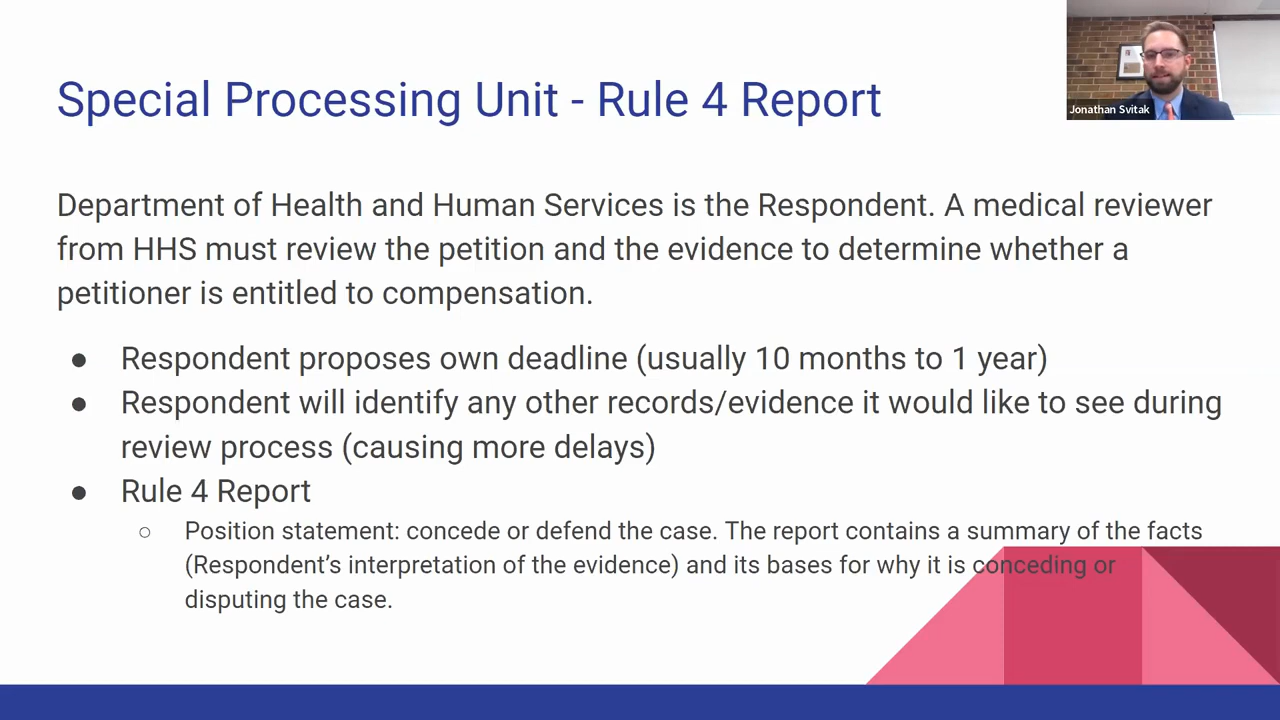 Special Processing Unit - Rule 4 Report
Jonathan Svitak
Department of Health and Human Services is the Respondent. A medical reviewer
from HHS must review the petition and the evidence to determine whether a
petitioner is entitled to compensation.
● Respondent proposes own deadline (usually 10 months to 1 year)
● Respondent will identify any other records/evidence it would like to see during
review process (causing more delays)
● Rule 4 Report
○ Position statement: concede or defend the case. The report contains a summary of the facts
(Respondent’s interpretation of the evidence) and its bases for why it is conceding or
disputing the case.